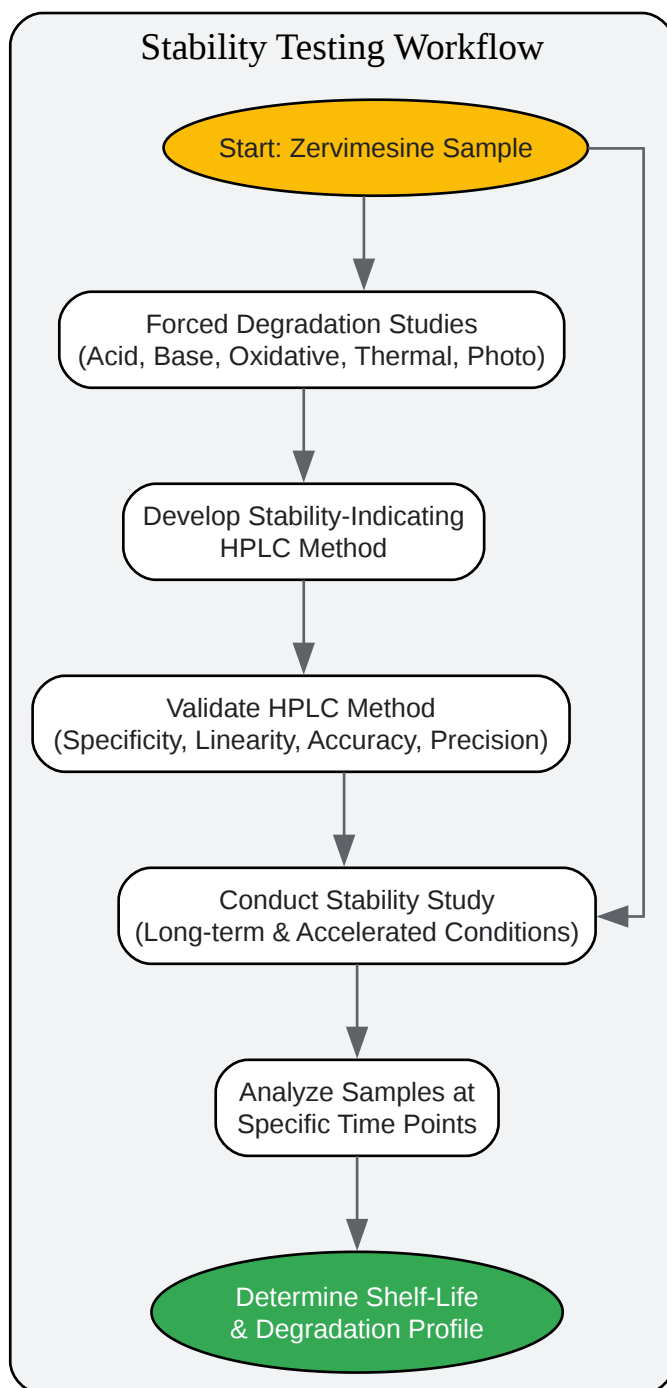 Stability Testing Workflow
Start: Zervimesine Sample
Forced Degradation Studies
(Acid, Base, Oxidative, Thermal, Photo)
Develop Stability-Indicating
HPLC Method
Validate HPLC Method
(Specificity, Linearity, Accuracy, Precision)
Conduct Stability Study
(Long-term & Accelerated Conditions)
Analyze Samples at
Specific Time Points
Determine Shelf-Life
& Degradation Profile